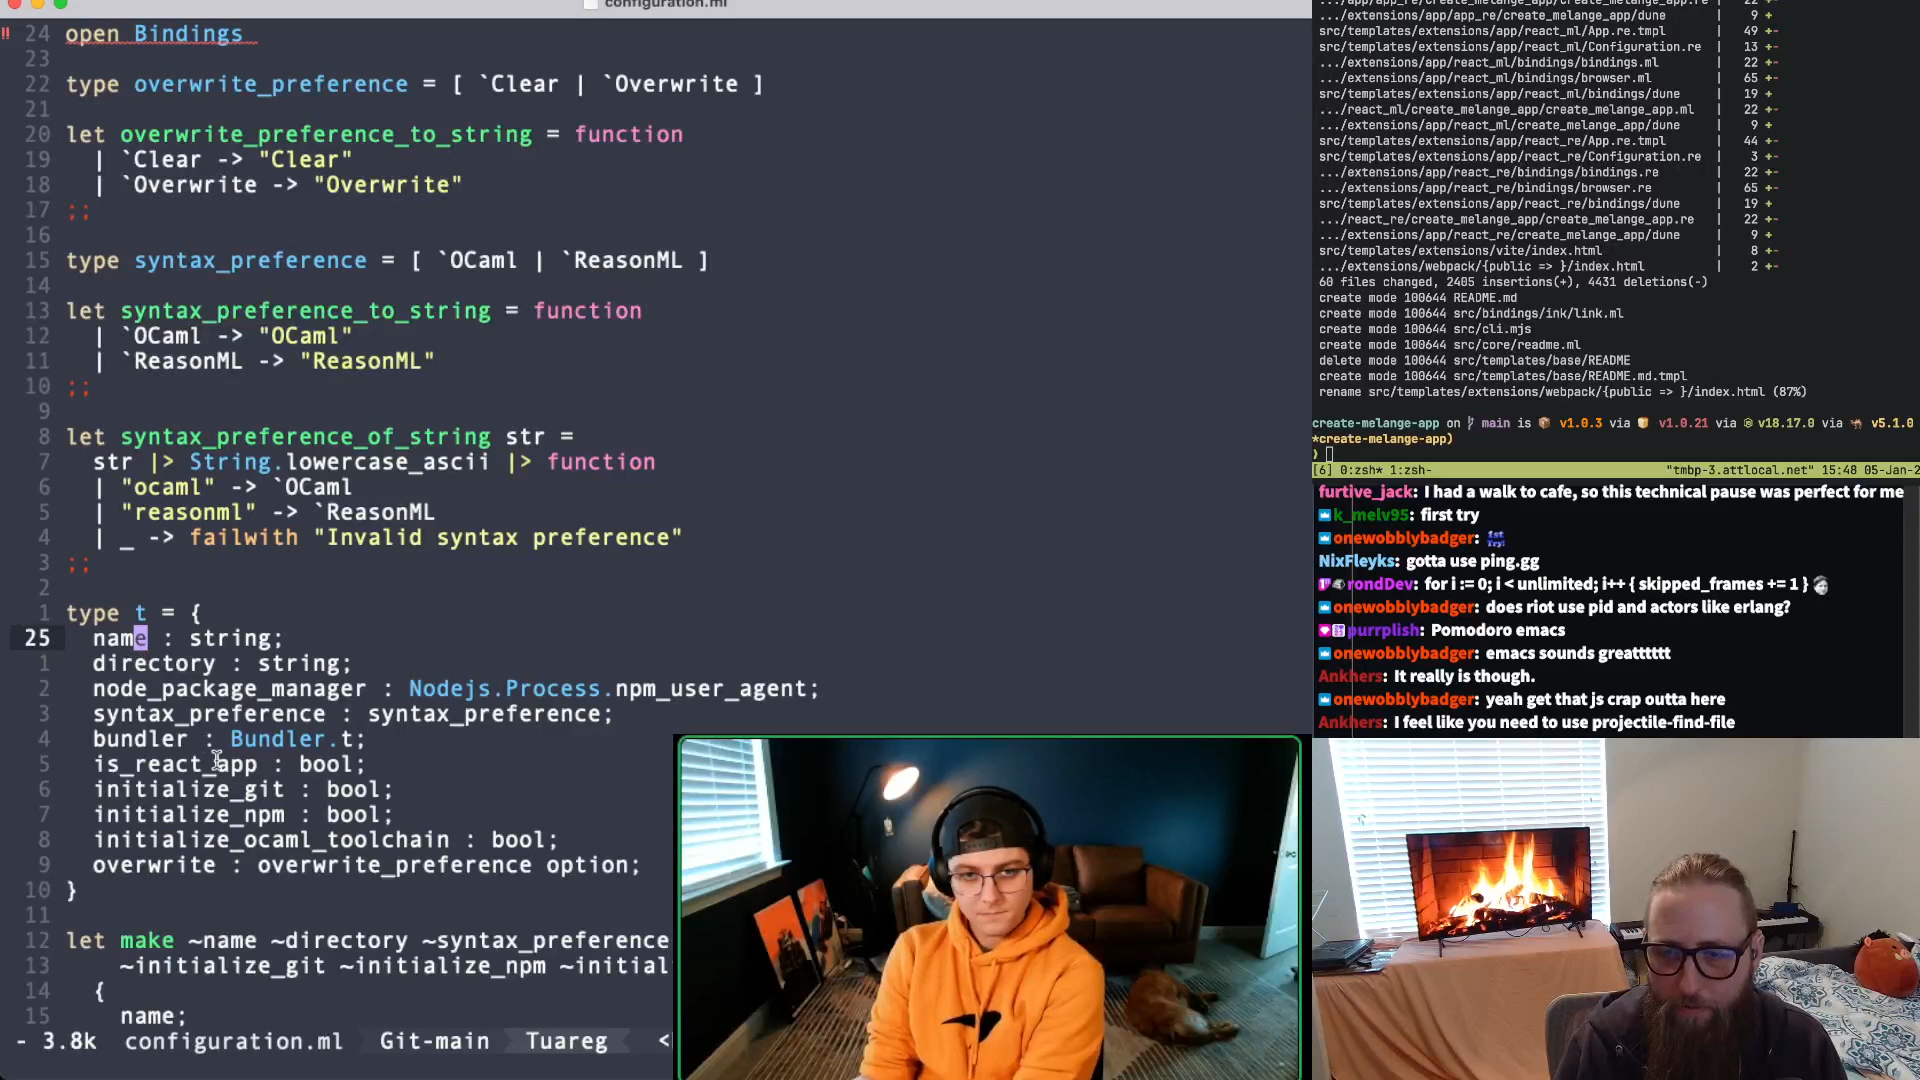 configuration.ml
!! 24 open Bindings
23
22 type overwrite_preference = [ `Clear | `Overwrite ]
21
20 let overwrite_preference_to_string = function
19 | `Clear -> "Clear"
18 | `Overwrite -> "Overwrite"
17 ;;
16
15 type syntax_preference = [ `OCaml | `ReasonML ]
14
13 let syntax_preference_to_string = function
12 | `OCaml -> "OCaml"
11 | `ReasonML -> "ReasonML"
10 ;;
9
8 let syntax_preference_of_string str =
7 str |> String.lowercase_ascii |> function
6 | "ocaml" -> `OCaml
5 | "reasonml" -> `ReasonML
4 | _ -> failwith "Invalid syntax preference"
3 ;;
2
1 type t = {
25 name : string;
1 directory : string;
2 node_package_manager : Nodejs.Process.npm_user_agent;
3 syntax_preference : syntax_preference;
4 bundler : Bundler.t;
5 is_react_app : bool;
6 initialize_git : bool;
7 initialize_npm : bool;
8 initialize_ocaml_toolchain : bool;
9 overwrite : overwrite_preference option;
10 }
11
12 let make ~name ~directory ~syntax_preference
13 ~initialize_git ~initialize_npm ~initial
14 {
15 name;
- 3.8k configuration.ml Git-main Tuareg <
.../app/app_re/create_melange_app/create_melange_app.re | 22 +-
.../extensions/app/app_re/create_melange_app/dune | 9 +
src/templates/extensions/app/react_ml/App.re.tmpl | 49 +-
src/templates/extensions/app/react_ml/Configuration.re | 13 +-
.../extensions/app/react_ml/bindings/bindings.ml | 22 +-
.../extensions/app/react_ml/bindings/browser.ml | 65 +-
src/templates/extensions/app/react_ml/bindings/dune | 19 +
.../react_ml/create_melange_app/create_melange_app.ml | 22 +-
.../extensions/app/react_ml/create_melange_app/dune | 9 +
src/templates/extensions/app/react_re/App.re.tmpl | 44 +-
src/templates/extensions/app/react_re/Configuration.re | 3 +-
.../extensions/app/react_re/bindings/bindings.re | 22 +-
.../extensions/app/react_re/bindings/browser.re | 65 +-
src/templates/extensions/app/react_re/bindings/dune | 19 +
.../react_re/create_melange_app/create_melange_app.re | 22 +-
.../extensions/app/react_re/create_melange_app/dune | 9 +
src/templates/extensions/vite/index.html | 8 +-
.../extensions/webpack/{public => }/index.html | 2 +-
60 files changed, 2405 insertions(+), 4431 deletions(-)
create mode 100644 README.md
create mode 100644 src/bindings/ink/link.ml
create mode 100644 src/cli.mjs
create mode 100644 src/core/readme.ml
delete mode 100644 src/templates/base/README
create mode 100644 src/templates/base/README.md.tmpl
rename src/templates/extensions/webpack/{public => }/index.html (87%)
create-melange-app on main is v1.0.3 via v1.0.21 via v18.17.0 via v5.1.0
*create-melange-app)
)
[6] 0:zsh* 1:zsh- "tmbp-3.attlocal.net" 15:48 05-Jan-2
furtive_jack: I had a walk to cafe, so this technical pause was perfect for me
k_melv95: first try
onewobblybadger: 1st Try!
NixFleyks: gotta use ping.gg
rondDev: for i := 0; i < unlimited; i++ { skipped_frames += 1 }
onewobblybadger: does riot use pid and actors like erlang?
purrplish: Pomodoro emacs
onewobblybadger: emacs sounds greatttttt
Ankhers: It really is though.
onewobblybadger: yeah get that js crap outta here
Ankhers: I feel like you need to use projectile-find-file